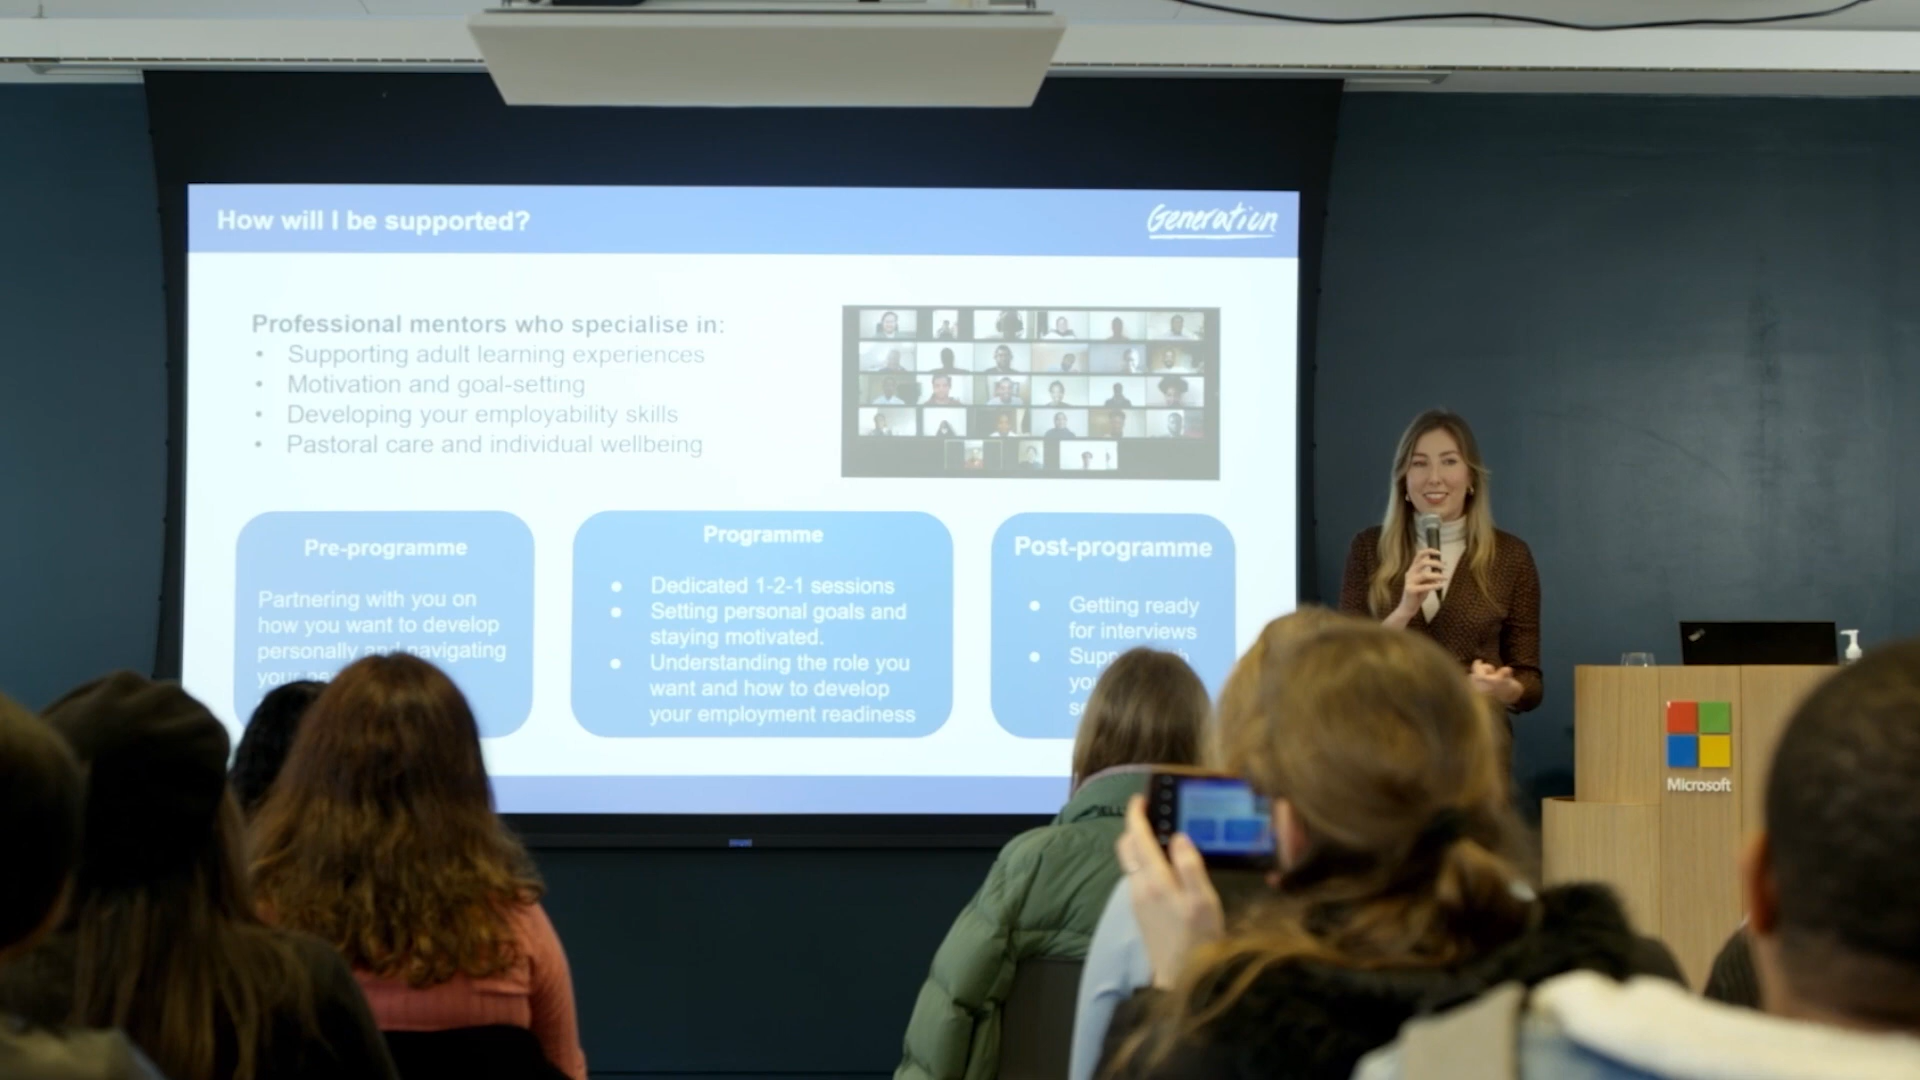 How will I be supported?
Generation
Professional mentors who specialise in:
• Supporting adult learning experiences
• Motivation and goal-setting
• Developing your employability skills
• Pastoral care and individual wellbeing
Pre-programme
Partnering with you on
how you want to develop
personally and navigating
your
Programme
● Dedicated 1-2-1 sessions
● Setting personal goals and
staying motivated.
● Understanding the role you
want and how to develop
your employment readiness
Post-programme
● Getting ready
for interviews
●
Microsoft